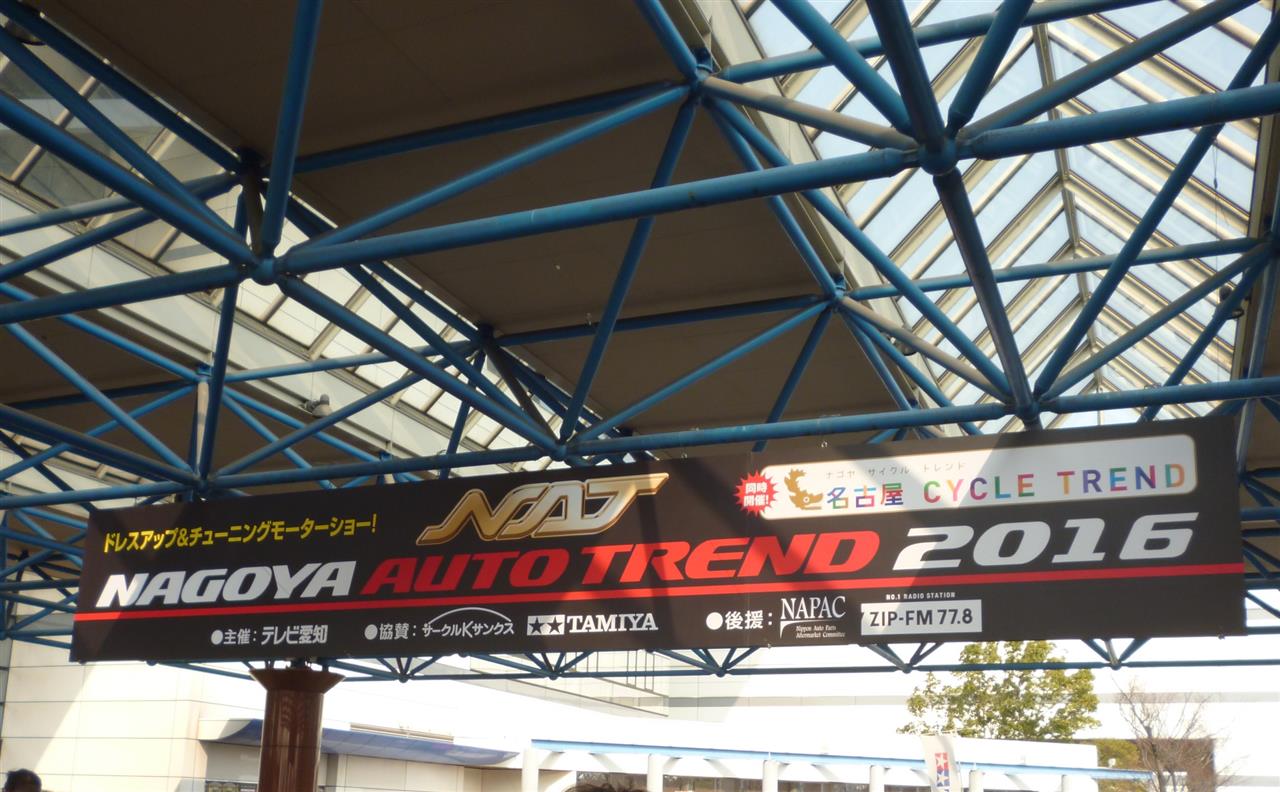 ドレスアップ&チューニングモーターショー!
NAT
同時
開催!
ナゴヤ サイクル トレンド
名古屋 CYCLE TREND
NAGOYA AUTO TREND 2016
●主催:テレビ愛知
●協賛:サークルKサンクス
TAMIYA
●後援:
NAPAC
Nippon Auto Parts
Aftermarket Committee
NO.1 RADIO STATION
ZIP-FM 77.8